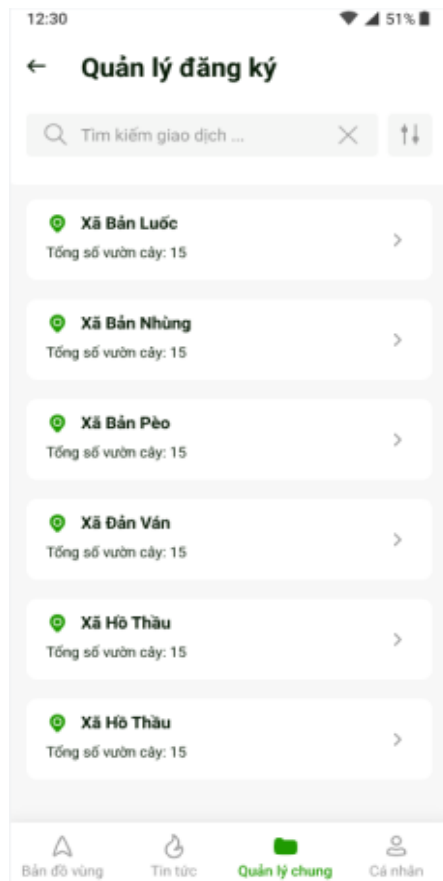 12:30 51%
Quản lý đăng ký
Tìm kiếm giao dịch ...
Xã Bản Luốc
Tổng số vườn cây: 15
Xã Bản Nhùng
Tổng số vườn cây: 15
Xã Bản Pèo
Tổng số vườn cây: 15
Xã Đản Ván
Tổng số vườn cây: 15
Xã Hồ Thầu
Tổng số vườn cây: 15
Xã Hồ Thầu
Tổng số vườn cây: 15
Bản đồ vùng Tin tức Quản lý chung Cá nhân